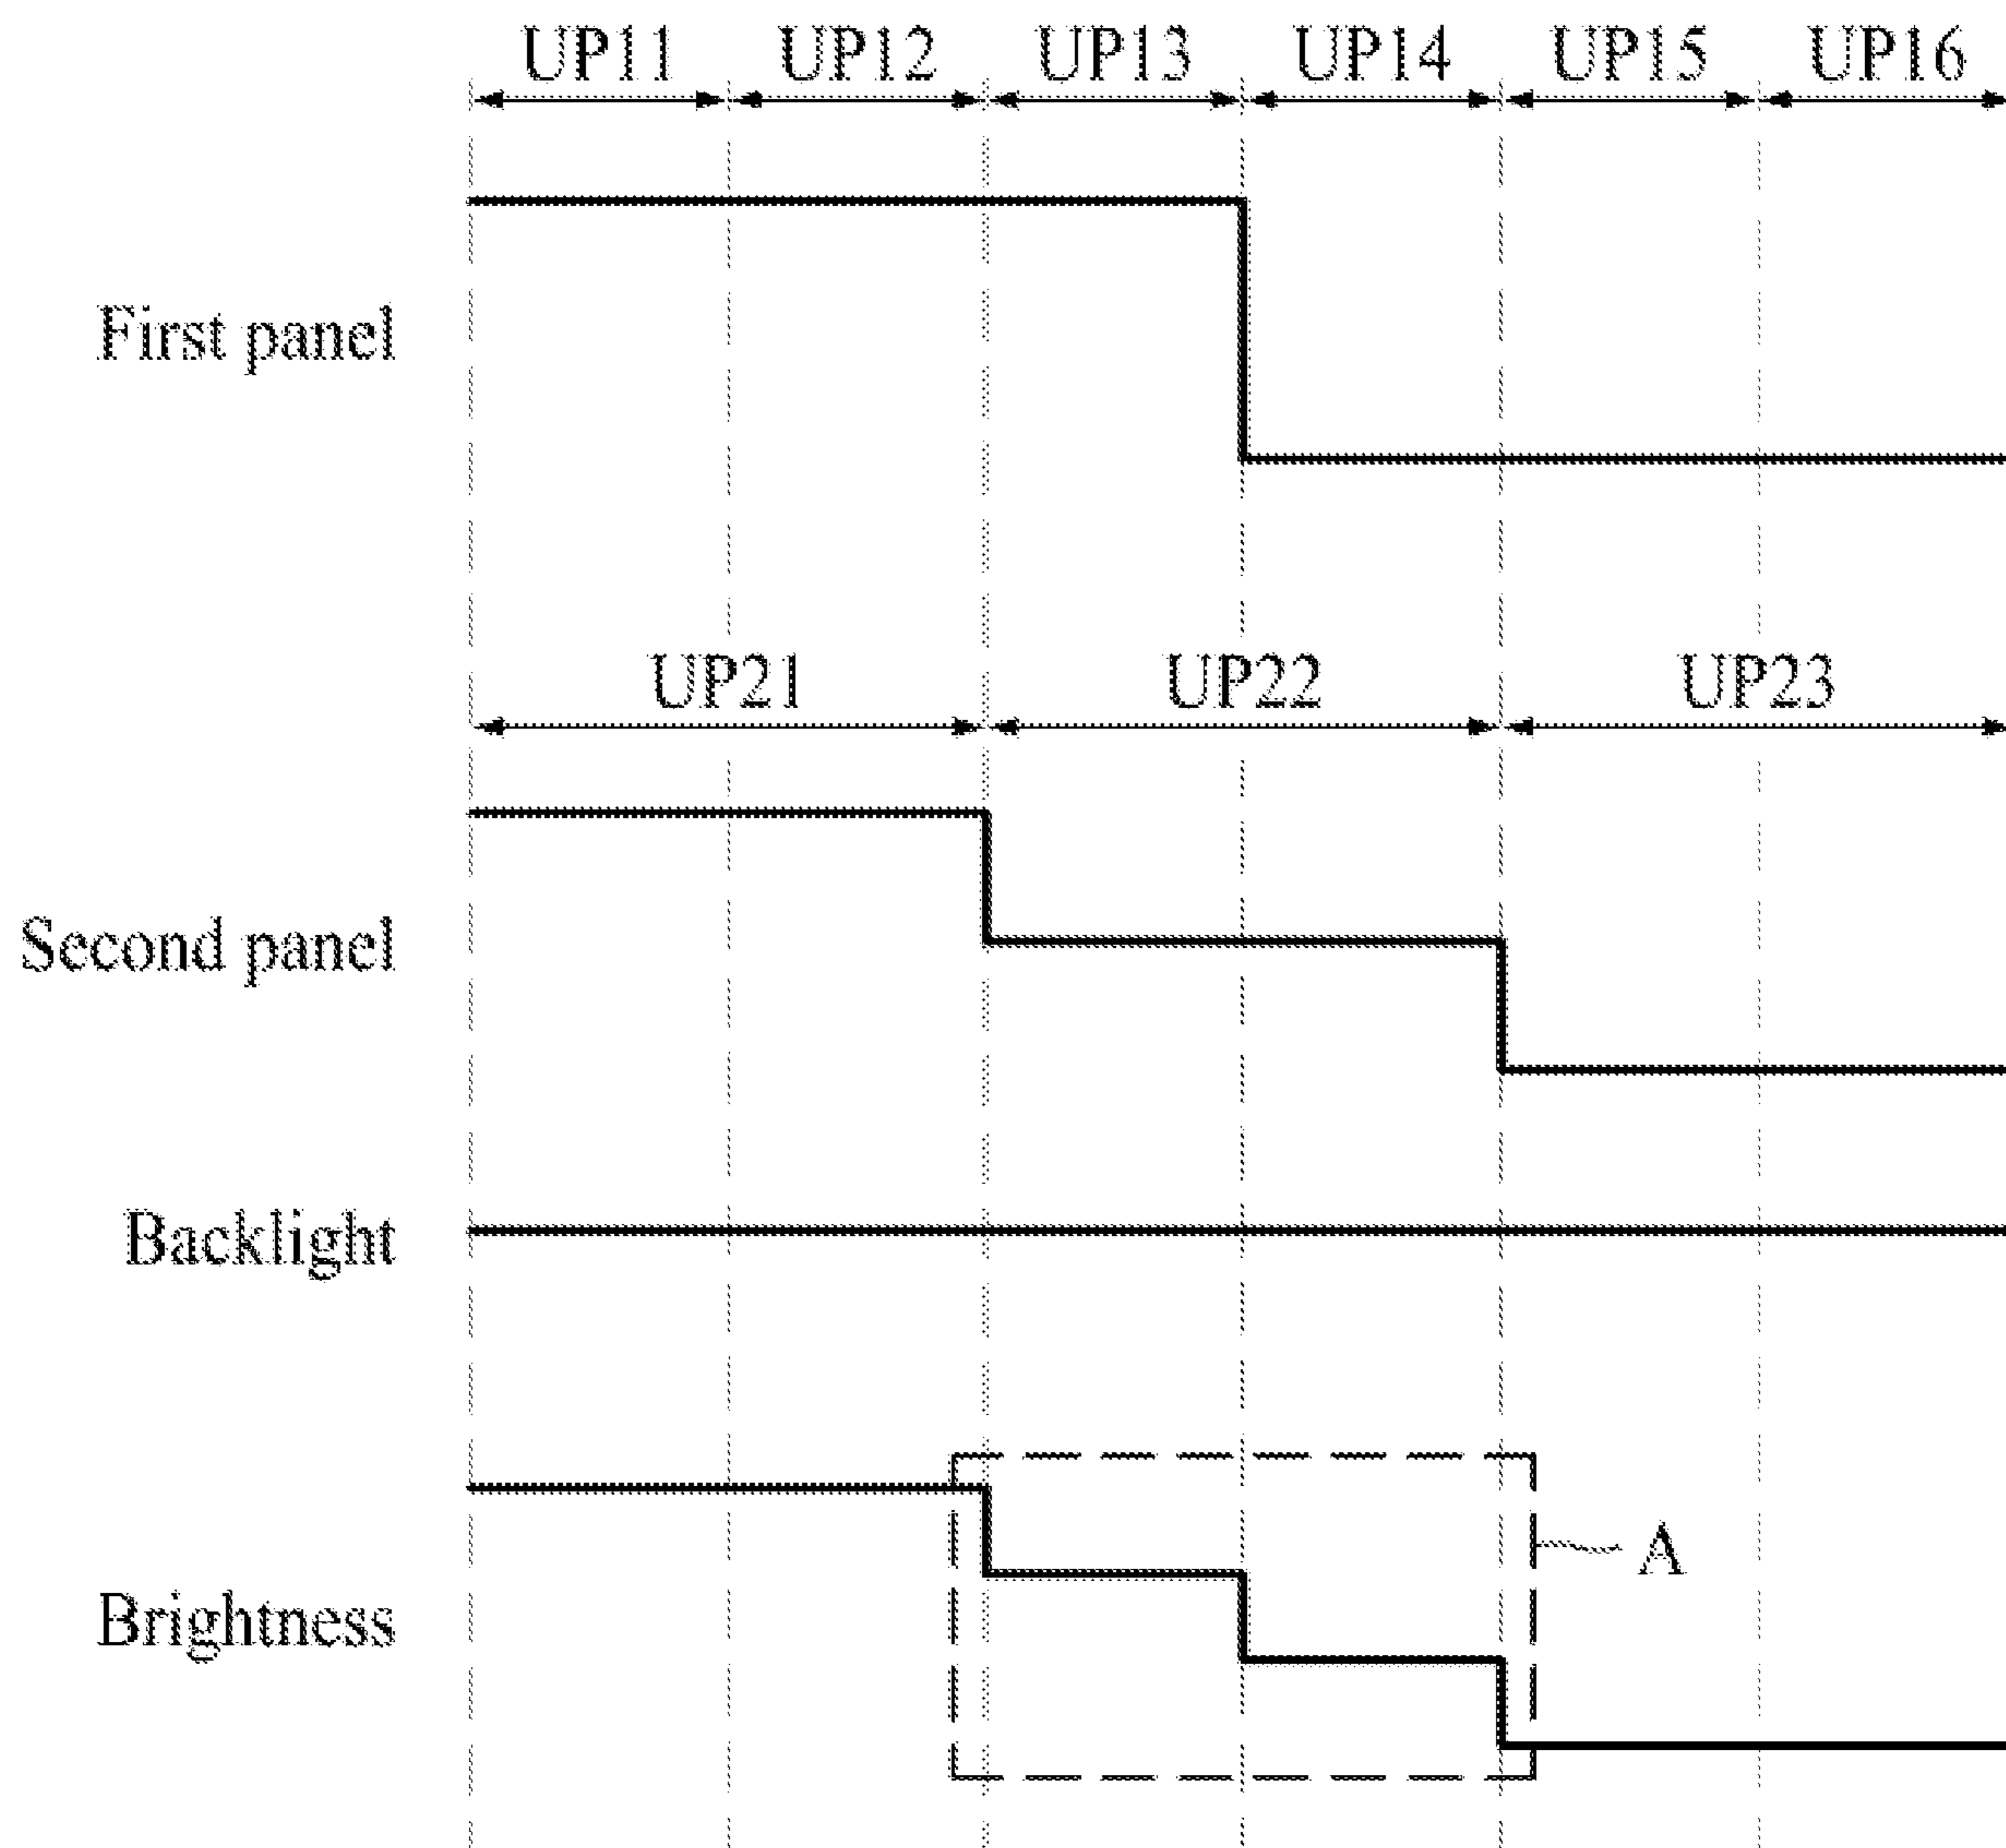 UP11 UP12 UP13 UP14 UP15 UP16
First panel
UP21 UP22 UP23
Second panel
Backlight
A
Brightness